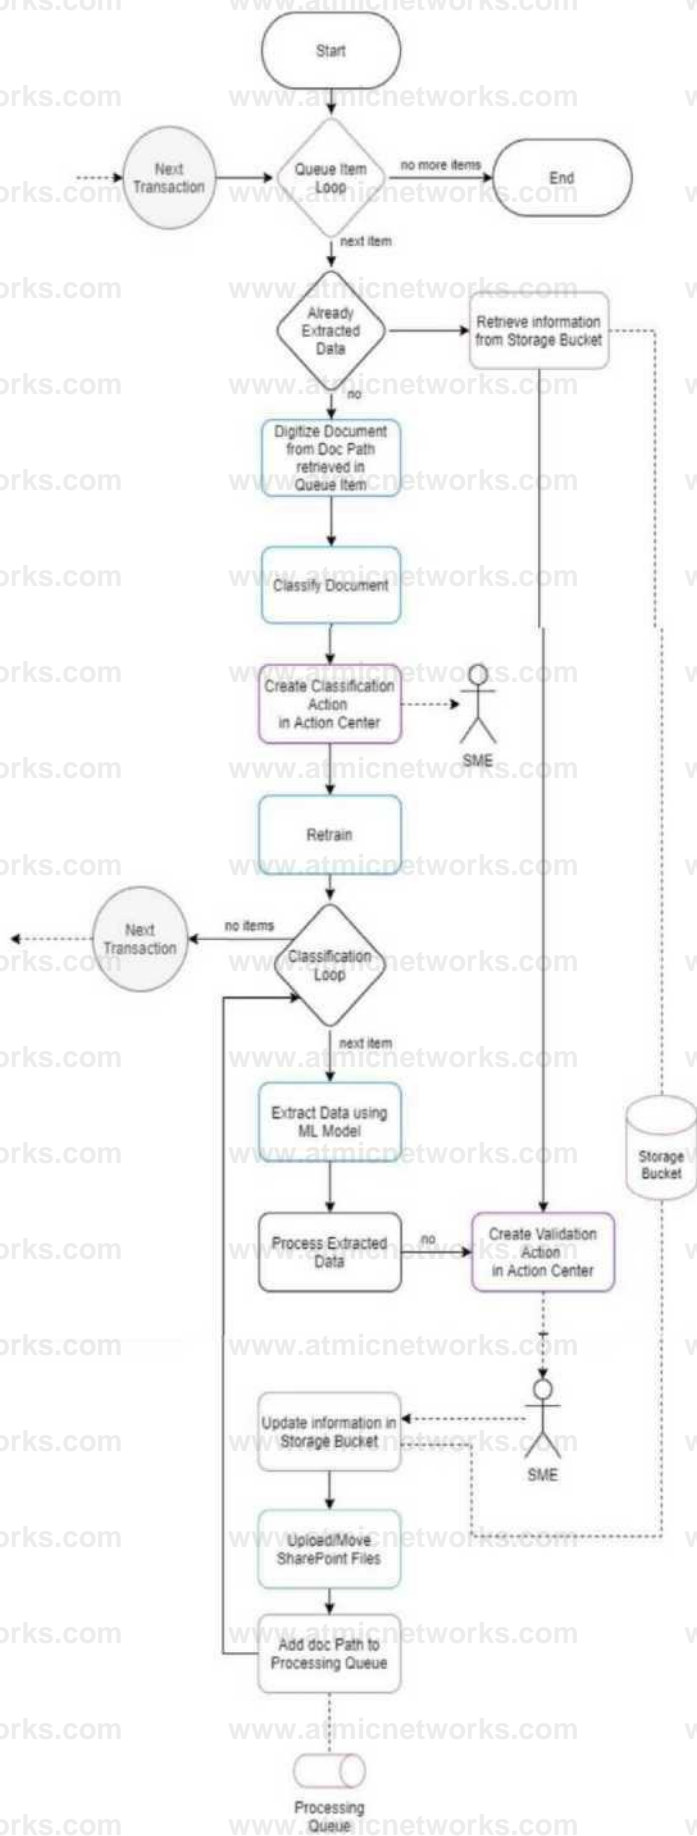 Start
Next
Transaction
Queue Item
Loop
no more items
End
next item
Already
Extracted
Data
Retrieve information
from Storage Bucket
no
Digitize Document
from Doc Path
retrieved in
Queue Item
Classify Document
Create Classification
Action
in Action Center
SME
Retrain
Next
Transaction
no items
Classification
Loop
next item
Extract Data using
ML Model
Storage
Bucket
Process Extracted
Data
no
Create Validation
Action
in Action Center
Update information in
Storage Bucket
SME
Upload/Move
SharePoint Files
Add doc Path to
Processing Queue
Processing
Queue
www.atmicnetworks.com